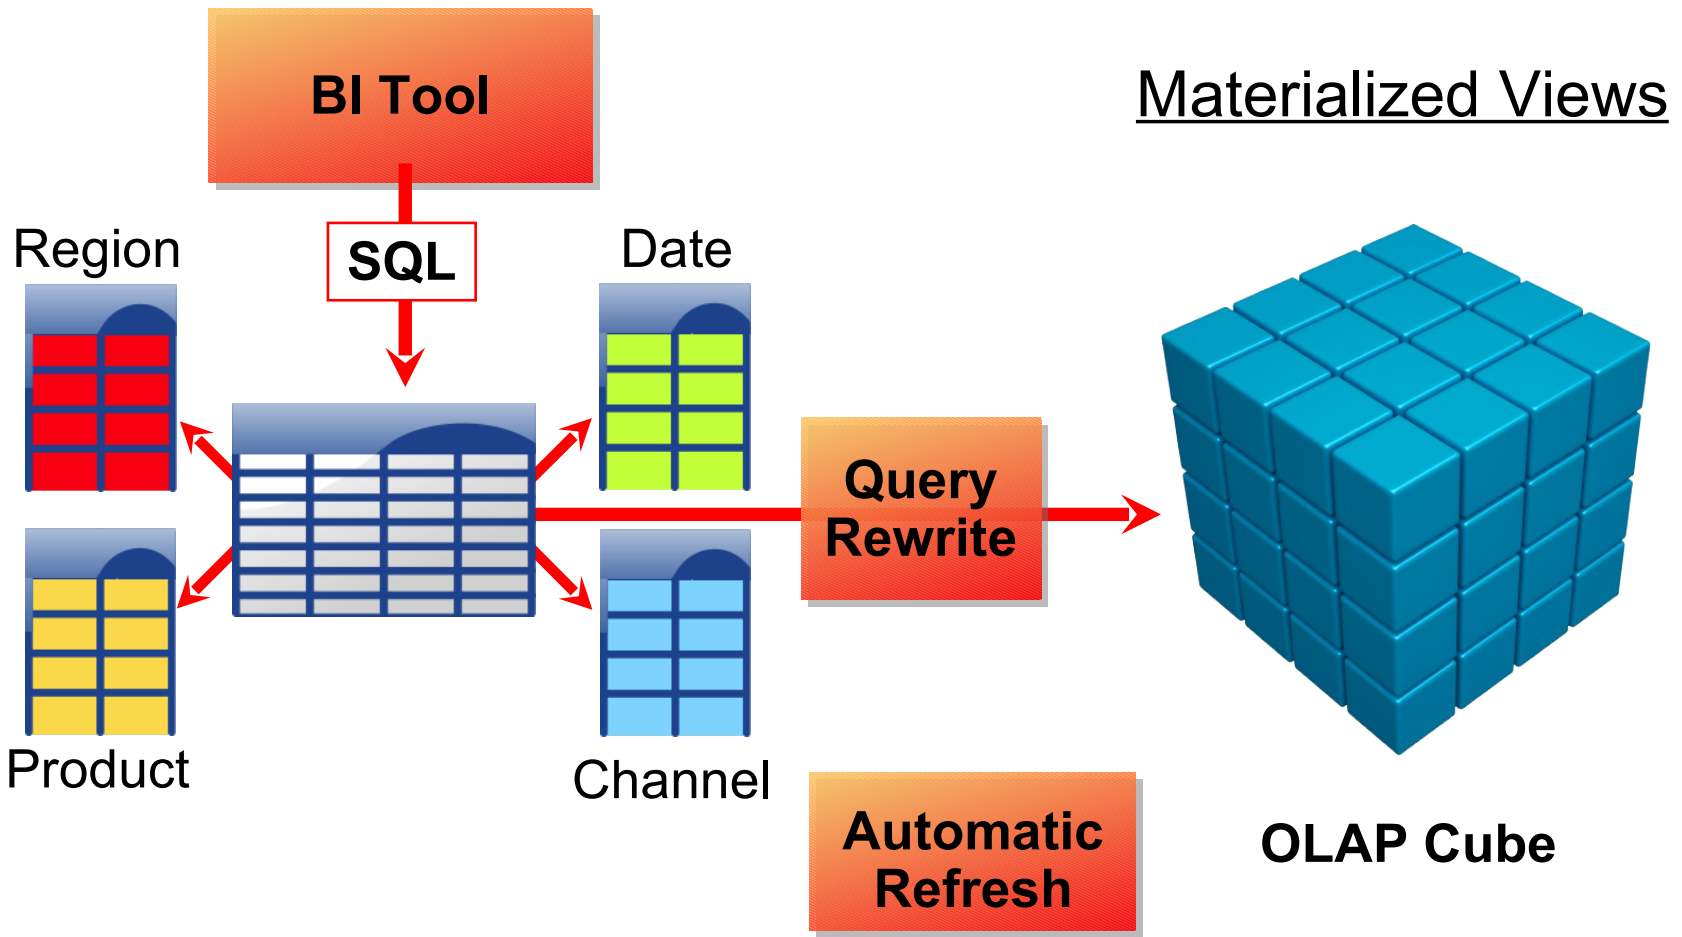 BI Tool
Materialized Views
SQL
Region
Date
Query
Rewrite
Product
Channel
Automatic
Refresh
OLAP Cube